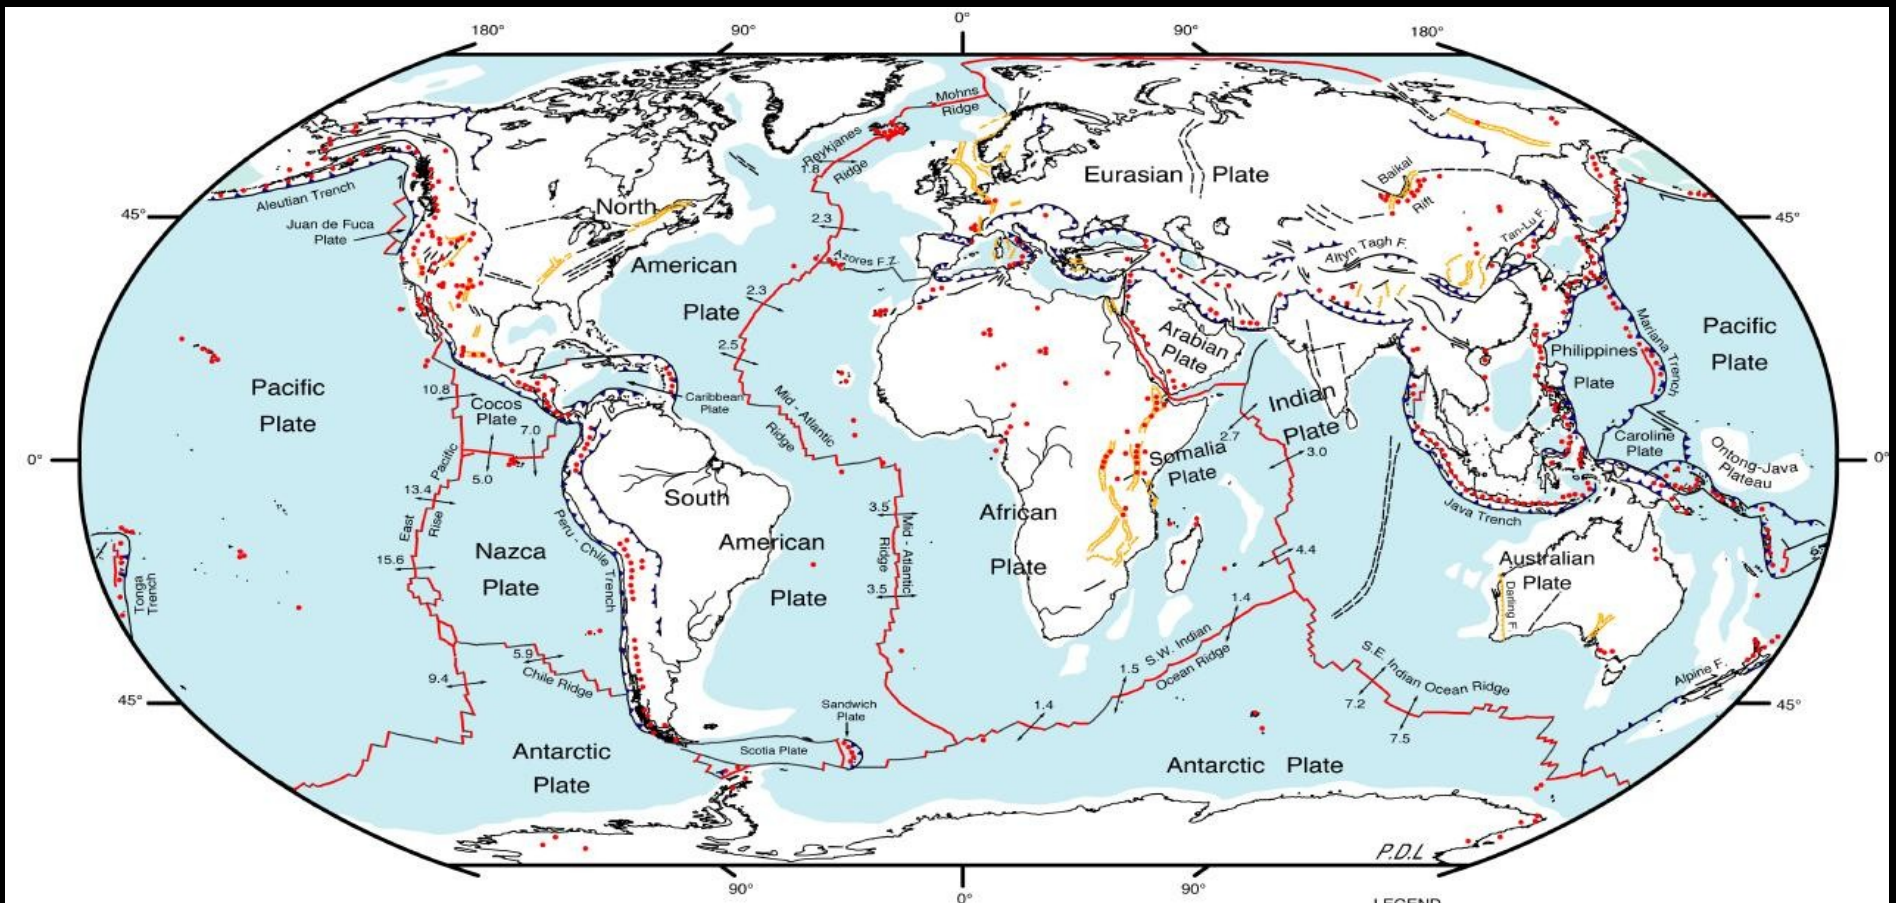 0°
180°
90°
90°
180°
Mohns
Ridge
Reykjanes
Ridge
1.8
Eurasian Plate
Baikal
Rift
Aleutian Trench
45°
45°
North
Juan de Fuca
Plate
2.3
Tan-Lu F.
Altyn Tagh F.
Azores F.Z.
American
Plate
2.3
2.5
Arabian
Plate
Mariana Trench
Pacific
Plate
Philippines
Plate
Pacific
Plate
10.8
Cocos
Plate
7.0
5.0
Caribbean
Plate
Mid - Atlantic
Ridge
Indian
Plate
2.7
3.0
Somalia
Plate
Caroline
Plate
Ontong-Java
Plateau
0°
0°
East Pacific
Rise
13.4
15.6
South
American
Plate
3.5
Mid - Atlantic
Ridge
3.5
African
Plate
Java Trench
Nazca
Plate
Peru - Chile Trench
4.4
Australian
Plate
Darling F.
Tonga
Trench
1.4
5.9
Chile Ridge
9.4
1.5
S.W. Indian
Ocean Ridge
S.E. Indian Ocean Ridge
7.2
7.5
Alpine F.
45°
45°
Sandwich
Plate
1.4
Scotia Plate
Antarctic
Plate
Antarctic Plate
P.D.L
90°
0°
90°
LEGEND